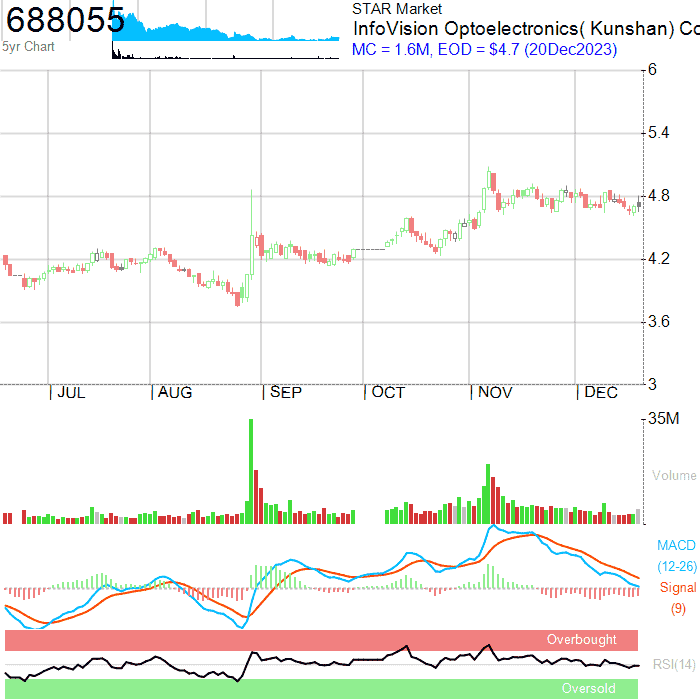 688055
5yr Chart
STAR Market
InfoVision Optoelectronics( Kunshan) Co
MC = 1.6M, EOD = $4.7 (20Dec2023)
6
5.4
4.8
4.2
3.6
3
JUL AUG SEP OCT NOV DEC
35M
Volume
MACD
(12-26)
Signal
(9)
Overbought
RSI(14)
Oversold